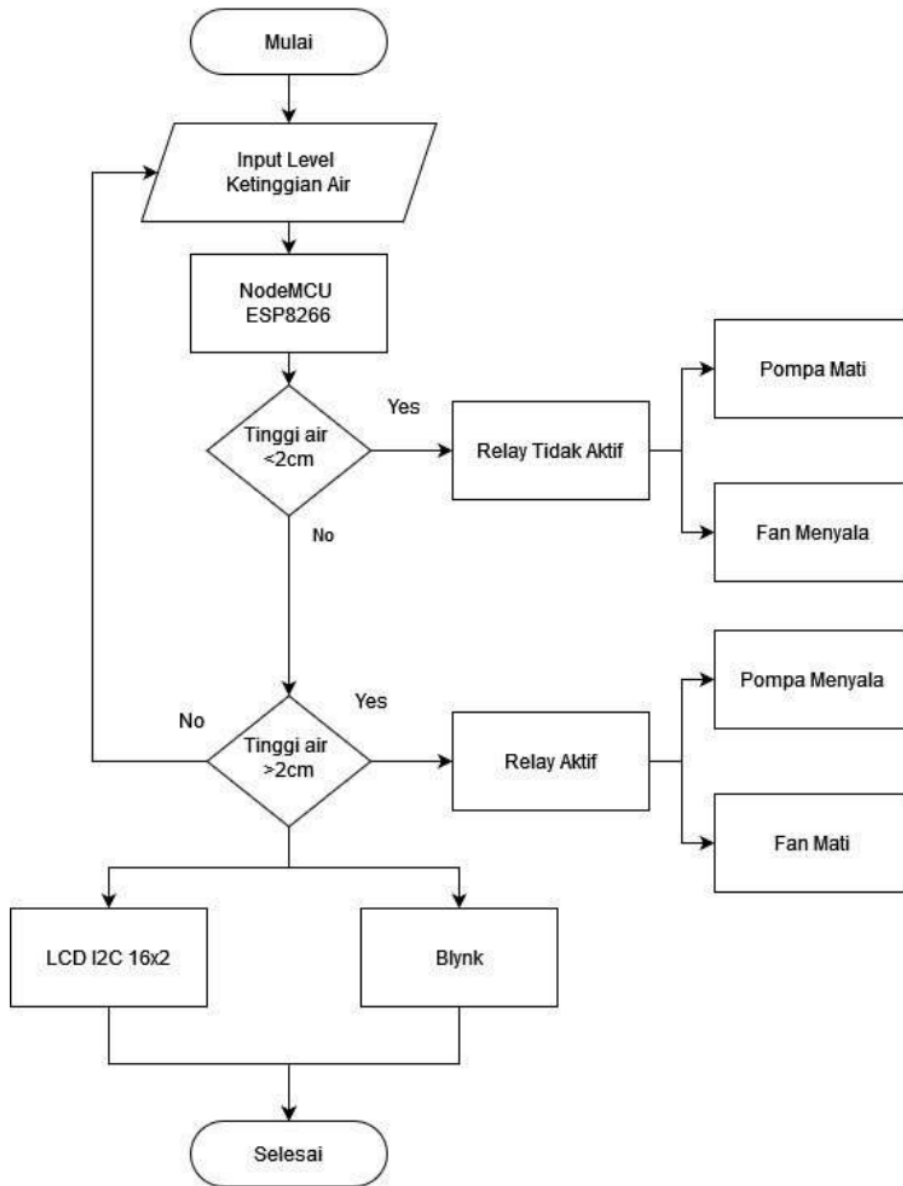 Mulai
Input Level
Ketinggian Air
NodeMCU
ESP8266
Tinggi air
<2cm
Yes
No
Relay Tidak Aktif
Pompa Mati
Fan Menyala
Tinggi air
>2cm
No
Yes
Relay Aktif
Pompa Menyala
Fan Mati
LCD I2C 16x2
Blynk
Selesai